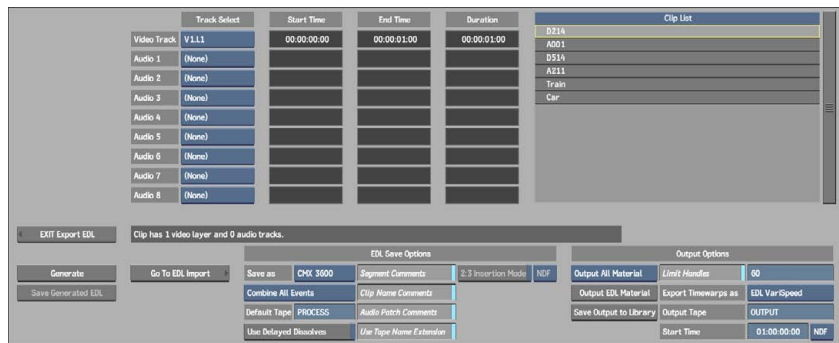 Track Select Start Time End Time Duration Clip List
Video Track V1.L1 00:00:00:00 00:00:01:00 00:00:01:00 D214
A001
Audio 1 (None) D514
Audio 2 (None) A211
Train
Audio 3 (None) Car
Audio 4 (None)
Audio 5 (None)
Audio 6 (None)
Audio 7 (None)
Audio 8 (None)
EXIT Export EDL Clip has 1 video layer and 0 audio tracks.
EDL Save Options Output Options
Generate Go To EDL Import Save as CMX 3600 Segment Comments 2:3 Insertion Mode NDF Output All Material Limit Handles 60
Save Generated EDL Combine All Events Clip Name Comments Output EDL Material Export Timewarps as EDL VariSpeed
Default Tape PROCESS Audio Patch Comments Save Output to Library Output Tape OUTPUT
Use Delayed Dissolves Use Tape Name Extension Start Time 01:00:00:00 NDF